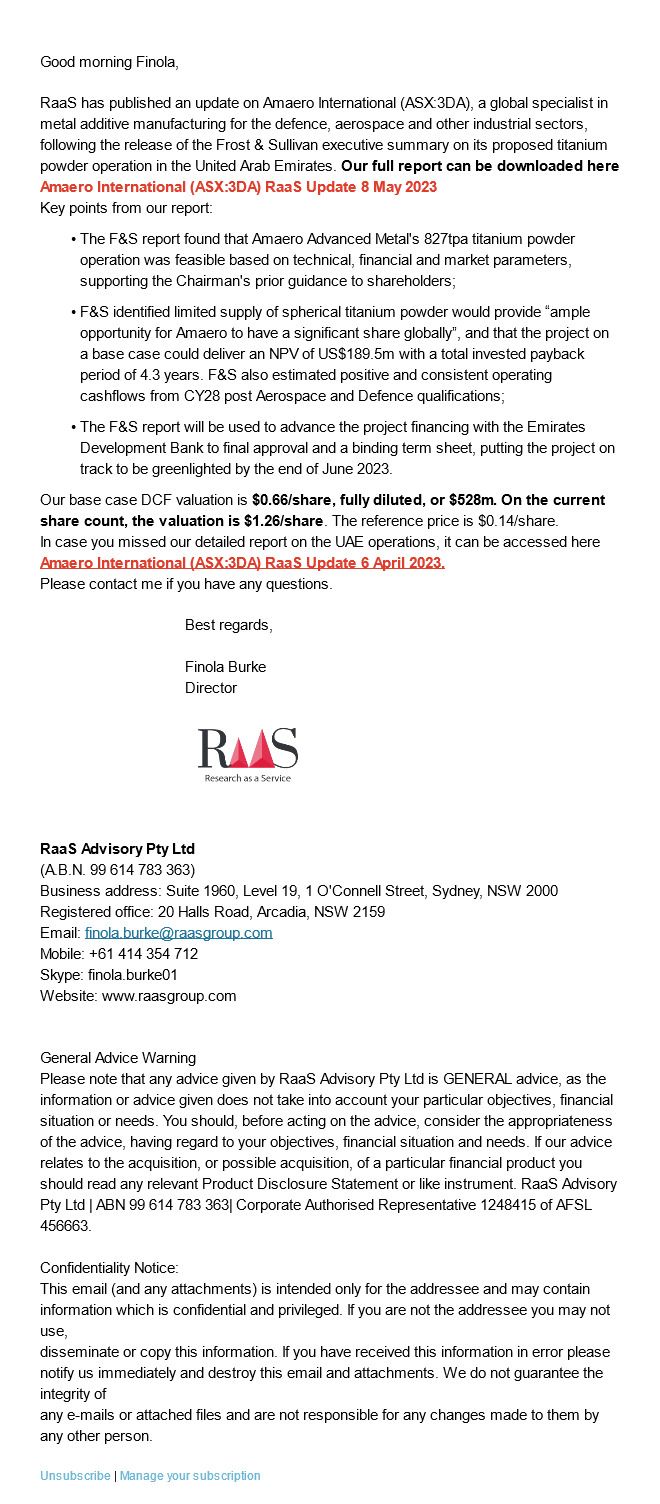 Good morning Finola,
RaaS has published an update on Amaero International (ASX:3DA), a global specialist in
metal additive manufacturing for the defence, aerospace and other industrial sectors,
following the release of the Frost & Sullivan executive summary on its proposed titanium
powder operation in the United Arab Emirates. Our full report can be downloaded here
Amaero International (ASX:3DA) RaaS Update 8 May 2023
Key points from our report:
• The F&S report found that Amaero Advanced Metal's 827tpa titanium powder
operation was feasible based on technical, financial and market parameters,
supporting the Chairman's prior guidance to shareholders;
• F&S identified limited supply of spherical titanium powder would provide “ample
opportunity for Amaero to have a significant share globally”, and that the project on
a base case could deliver an NPV of US$189.5m with a total invested payback
period of 4.3 years. F&S also estimated positive and consistent operating
cashflows from CY28 post Aerospace and Defence qualifications;
• The F&S report will be used to advance the project financing with the Emirates
Development Bank to final approval and a binding term sheet, putting the project on
track to be greenlighted by the end of June 2023.
Our base case DCF valuation is $0.66/share, fully diluted, or $528m. On the current
share count, the valuation is $1.26/share. The reference price is $0.14/share.
In case you missed our detailed report on the UAE operations, it can be accessed here
Amaero International (ASX:3DA) RaaS Update 6 April 2023.
Please contact me if you have any questions.
Best regards,
Finola Burke
Director
RaaS
Research as a Service
RaaS Advisory Pty Ltd
(A.B.N. 99 614 783 363)
Business address: Suite 1960, Level 19, 1 O'Connell Street, Sydney, NSW 2000
Registered office: 20 Halls Road, Arcadia, NSW 2159
Email: finola.burke@raasgroup.com
Mobile: +61 414 354 712
Skype: finola.burke01
Website: www.raasgroup.com
General Advice Warning
Please note that any advice given by RaaS Advisory Pty Ltd is GENERAL advice, as the
information or advice given does not take into account your particular objectives, financial
situation or needs. You should, before acting on the advice, consider the appropriateness
of the advice, having regard to your objectives, financial situation and needs. If our advice
relates to the acquisition, or possible acquisition, of a particular financial product you
should read any relevant Product Disclosure Statement or like instrument. RaaS Advisory
Pty Ltd | ABN 99 614 783 363| Corporate Authorised Representative 1248415 of AFSL
456663.
Confidentiality Notice:
This email (and any attachments) is intended only for the addressee and may contain
information which is confidential and privileged. If you are not the addressee you may not
use,
disseminate or copy this information. If you have received this information in error please
notify us immediately and destroy this email and attachments. We do not guarantee the
integrity of
any e-mails or attached files and are not responsible for any changes made to them by
any other person.
Unsubscribe | Manage your subscription